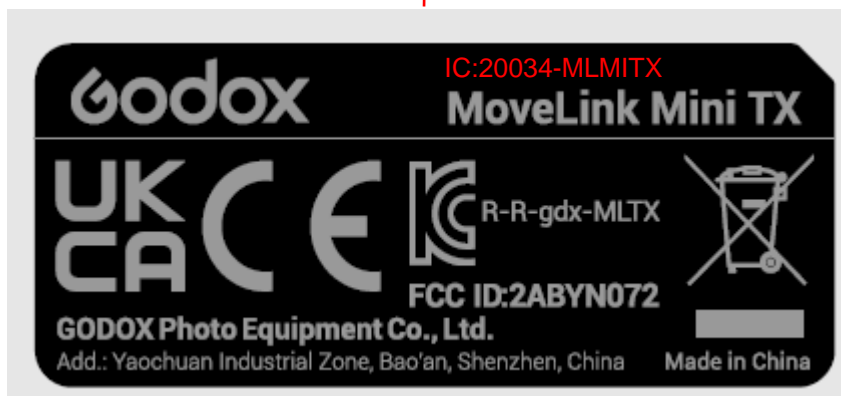 IC:20034-MLMITX
Godox
MoveLink Mini TX
UK
CA
CE
KC
R-R-gdx-MLTX
FCC ID:2ABYN072
GODOX Photo Equipment Co., Ltd.
Add.: Yaochuan Industrial Zone, Bao'an, Shenzhen, China
Made in China